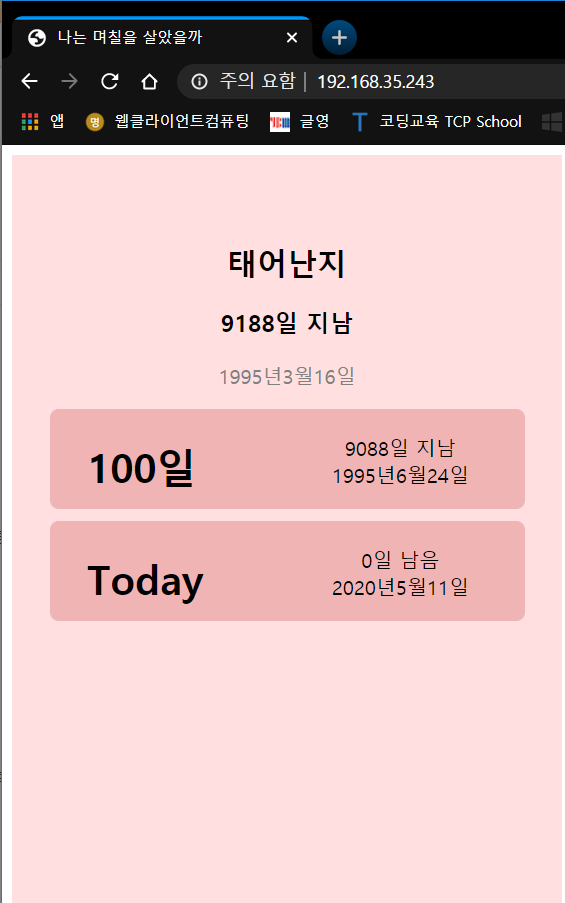 나는 며칠을 살았을까
주의 요함 | 192.168.35.243
앱 명 웹클라이언트컴퓨팅 글영 코딩교육 TCP School
태어난지
9188일 지남
1995년3월16일
100일
9088일 지남
1995년6월24일
Today
0일 남음
2020년5월11일